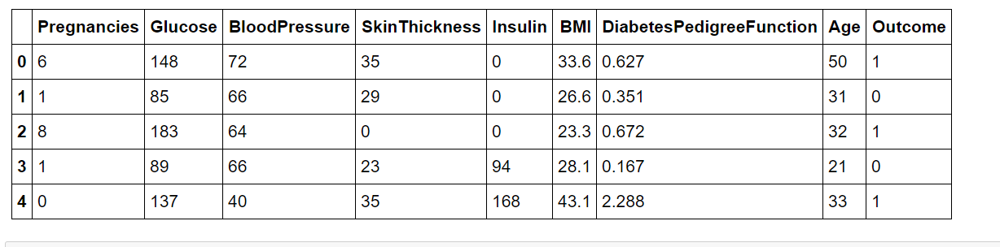 Pregnancies Glucose BloodPressure SkinThickness Insulin BMI DiabetesPedigreeFunction Age Outcome
0 6 148 72 35 0 33.6 0.627 50 1
1 1 85 66 29 0 26.6 0.351 31 0
2 8 183 64 0 0 23.3 0.672 32 1
3 1 89 66 23 94 28.1 0.167 21 0
4 0 137 40 35 168 43.1 2.288 33 1